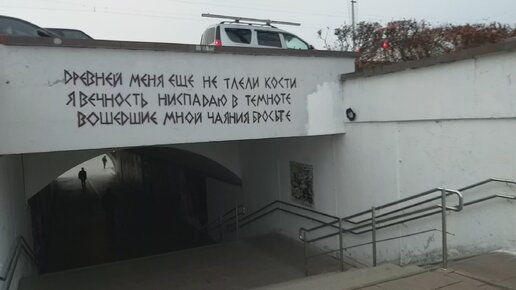 ДРЕВНЕЙ МЕНЯ ЕЩЕ НЕ ТЛЕЛИ КОСТИ
Я ВЕЧНОСТЬ НИСПАДАЮ В ТЕМНОТЕ
ВОШЕДШИЕ МНОЙ ЧАЯНИЯ БРОСЬТЕ